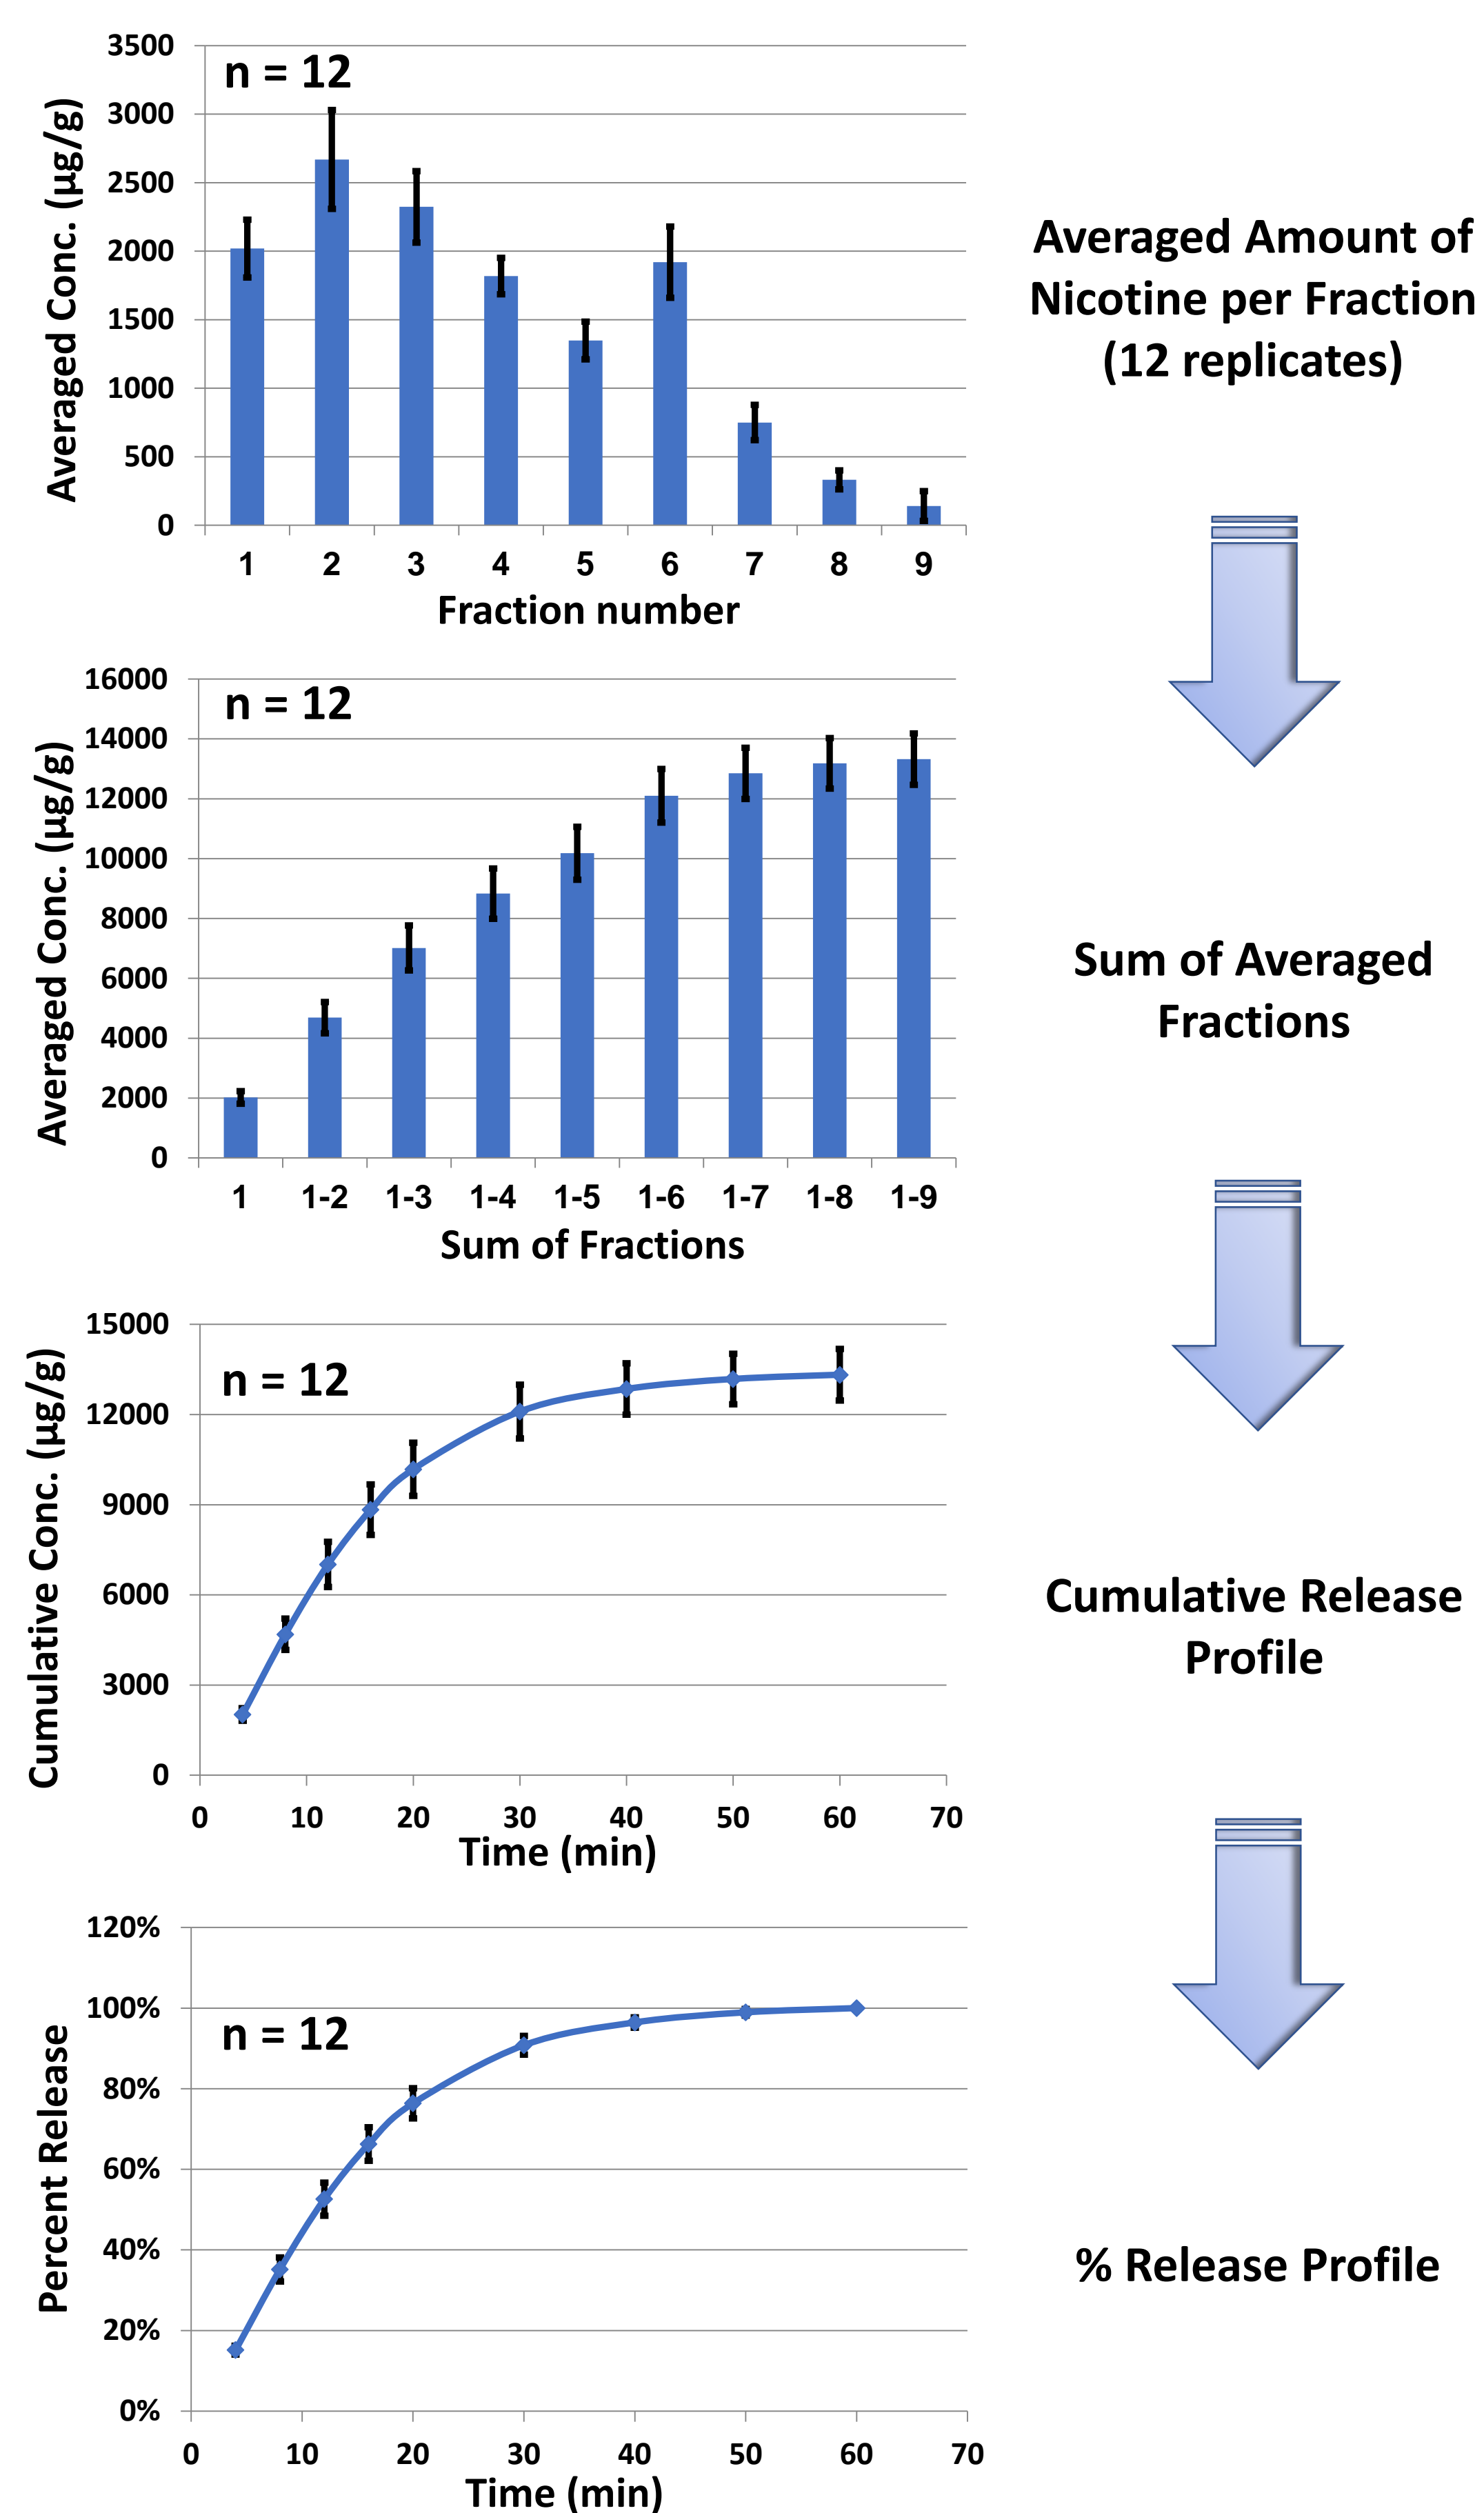 3500
3000
2500
2000
1500
1000
500
0
Averaged Conc. (µg/g)
n = 12
1 2 3 4 5 6 7 8 9
Fraction number
Averaged Amount of
Nicotine per Fraction
(12 replicates)
16000
14000
12000
10000
8000
6000
4000
2000
0
Averaged Conc. (µg/g)
n = 12
1 1-2 1-3 1-4 1-5 1-6 1-7 1-8 1-9
Sum of Fractions
Sum of Averaged
Fractions
15000
12000
9000
6000
3000
0
Cumulative Conc. (µg/g)
n = 12
0 10 20 30 40 50 60 70
Time (min)
Cumulative Release
Profile
120%
100%
80%
60%
40%
20%
0%
Percent Release
n = 12
0 10 20 30 40 50 60 70
Time (min)
% Release Profile